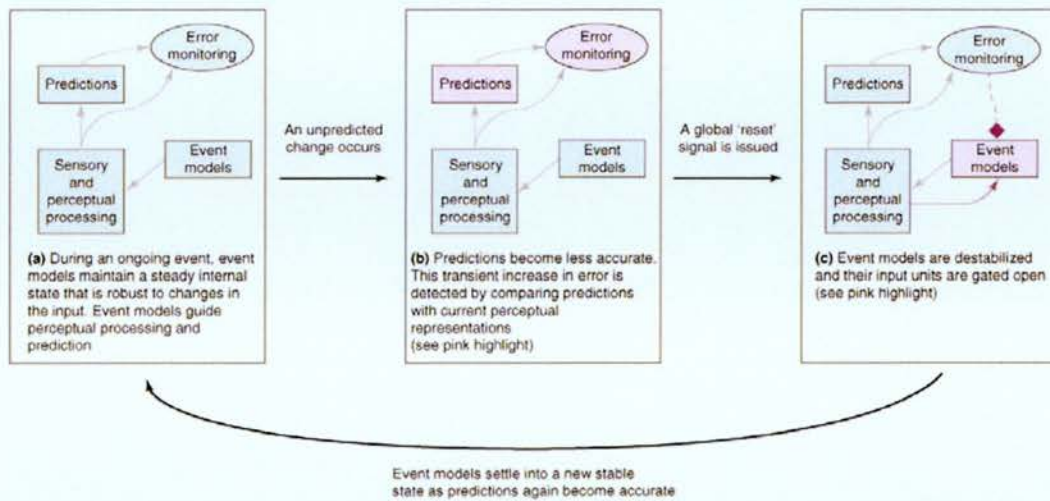 Error
monitoring
Predictions
Sensory
and
perceptual
processing
Event
models
(a) During an ongoing event, event
models maintain a steady internal
state that is robust to changes in
the input. Event models guide
perceptual processing and
prediction
An unpredicted
change occurs
Error
monitoring
Predictions
Sensory
and
perceptual
processing
Event
models
(b) Predictions become less accurate.
This transient increase in error is
detected by comparing predictions
with current perceptual
representations
(see pink highlight)
A global 'reset'
signal is issued
Error
monitoring
Predictions
Sensory
and
perceptual
processing
Event
models
(c) Event models are destabilized
and their input units are gated open
(see pink highlight)
Event models settle into a new stable
state as predictions again become accurate